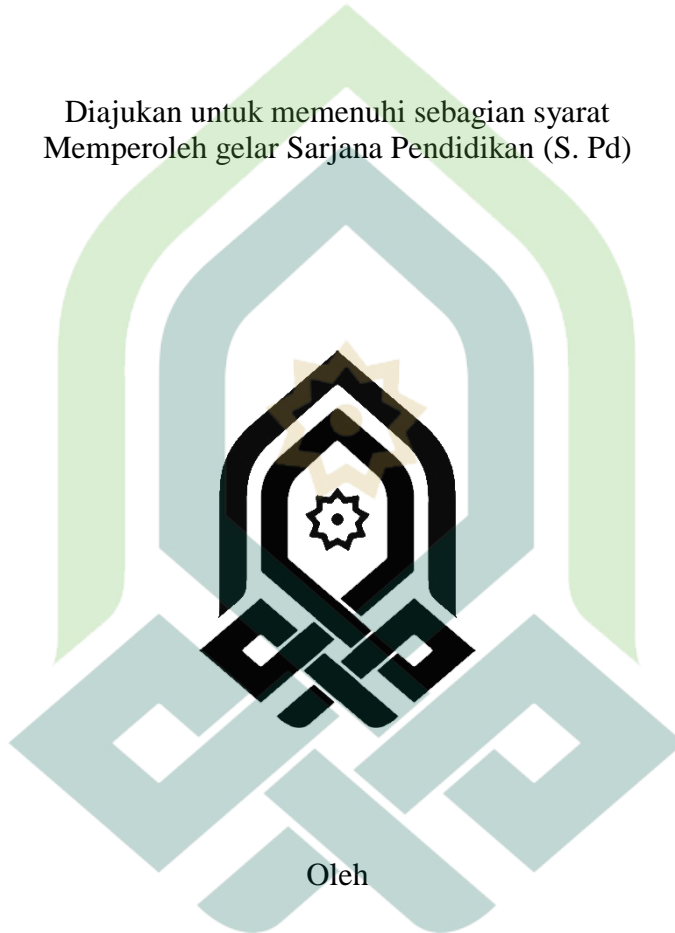 Diajukan untuk memenuhi sebagian syarat
Memperoleh gelar Sarjana Pendidikan (S. Pd)
Oleh